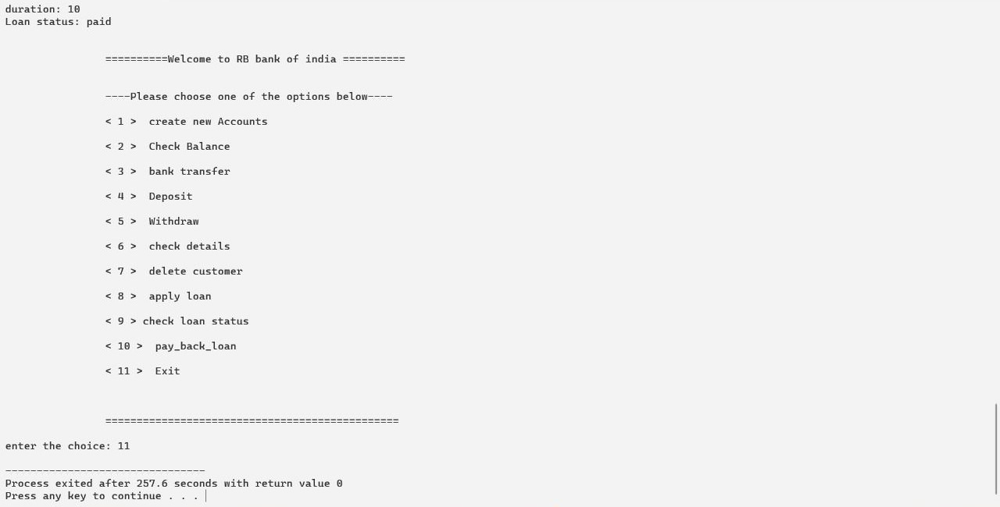 duration: 10
Loan status: paid
==========Welcome to RB bank of india ==========
----Please choose one of the options below----
< 1 >  create new Accounts
< 2 >  Check Balance
< 3 >  bank transfer
< 4 >  Deposit
< 5 >  Withdraw
< 6 >  check details
< 7 >  delete customer
< 8 >  apply loan
< 9 > check loan status
< 10 >  pay_back_loan
< 11 >  Exit
===============================================
enter the choice: 11
--------------------------------
Process exited after 257.6 seconds with return value 0
Press any key to continue . . .